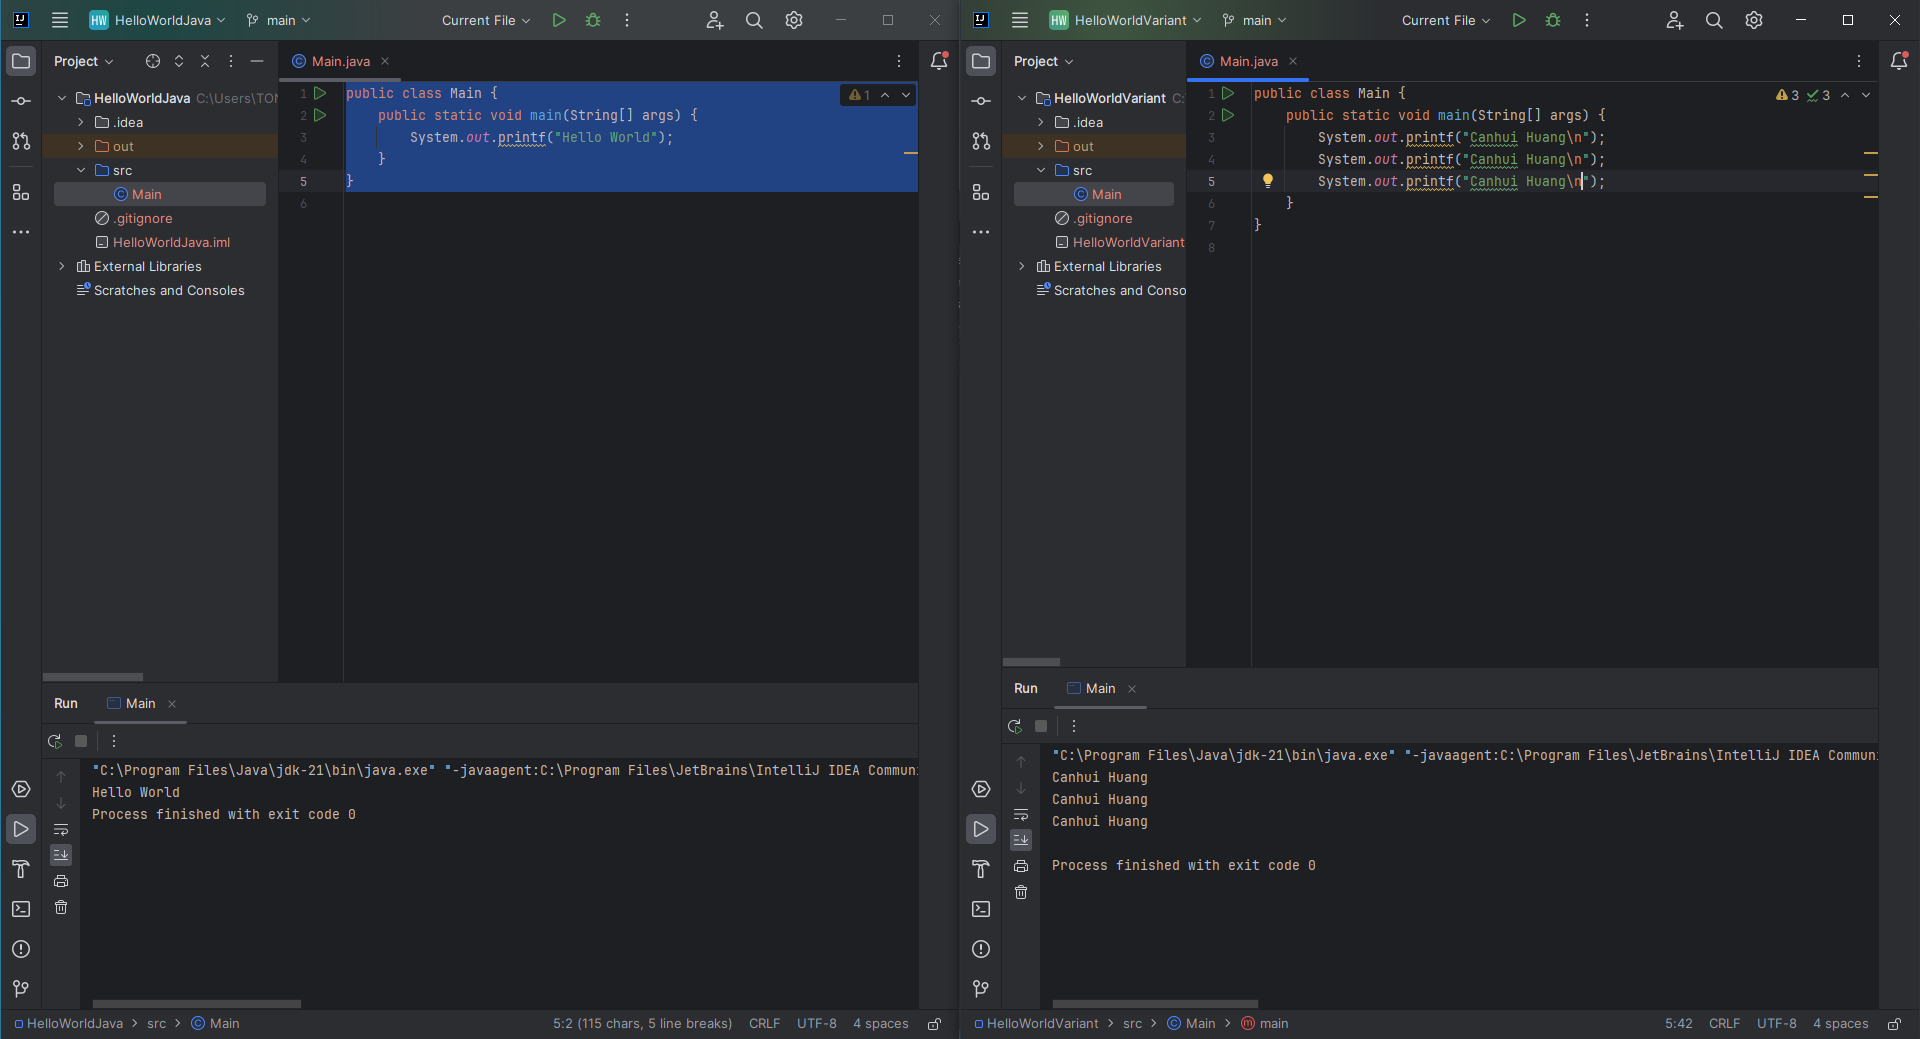 HW HelloWorldJava main Current File
Project
Main.java
HelloWorldJava C:\Users\TON
.idea
out
src
Main
.gitignore
HelloWorldJava.iml
External Libraries
Scratches and Consoles
1 public class Main {
2 public static void main(String[] args) {
3 System.out.printf("Hello World");
4 }
5 }
6
1
Run Main
"C:\Program Files\Java\jdk-21\bin\java.exe" "-javaagent:C:\Program Files\JetBrains\IntelliJ IDEA Commun
Hello World
Process finished with exit code 0
HelloWorldJava > src > Main 5:2 (115 chars, 5 line breaks) CRLF UTF-8 4 spaces
HW HelloWorldVariant main Current File
Project
Main.java
HelloWorldVariant C:
.idea
out
src
Main
.gitignore
HelloWorldVariant
External Libraries
Scratches and Conso
1 public class Main {
2 public static void main(String[] args) {
3 System.out.printf("Canhui Huang\n");
4 System.out.printf("Canhui Huang\n");
5 System.out.printf("Canhui Huang\n");
6 }
7 }
8
3 3
Run Main
"C:\Program Files\Java\jdk-21\bin\java.exe" "-javaagent:C:\Program Files\JetBrains\IntelliJ IDEA Commun
Canhui Huang
Canhui Huang
Canhui Huang
Process finished with exit code 0
HelloWorldVariant > src > Main > main 5:42 CRLF UTF-8 4 spaces